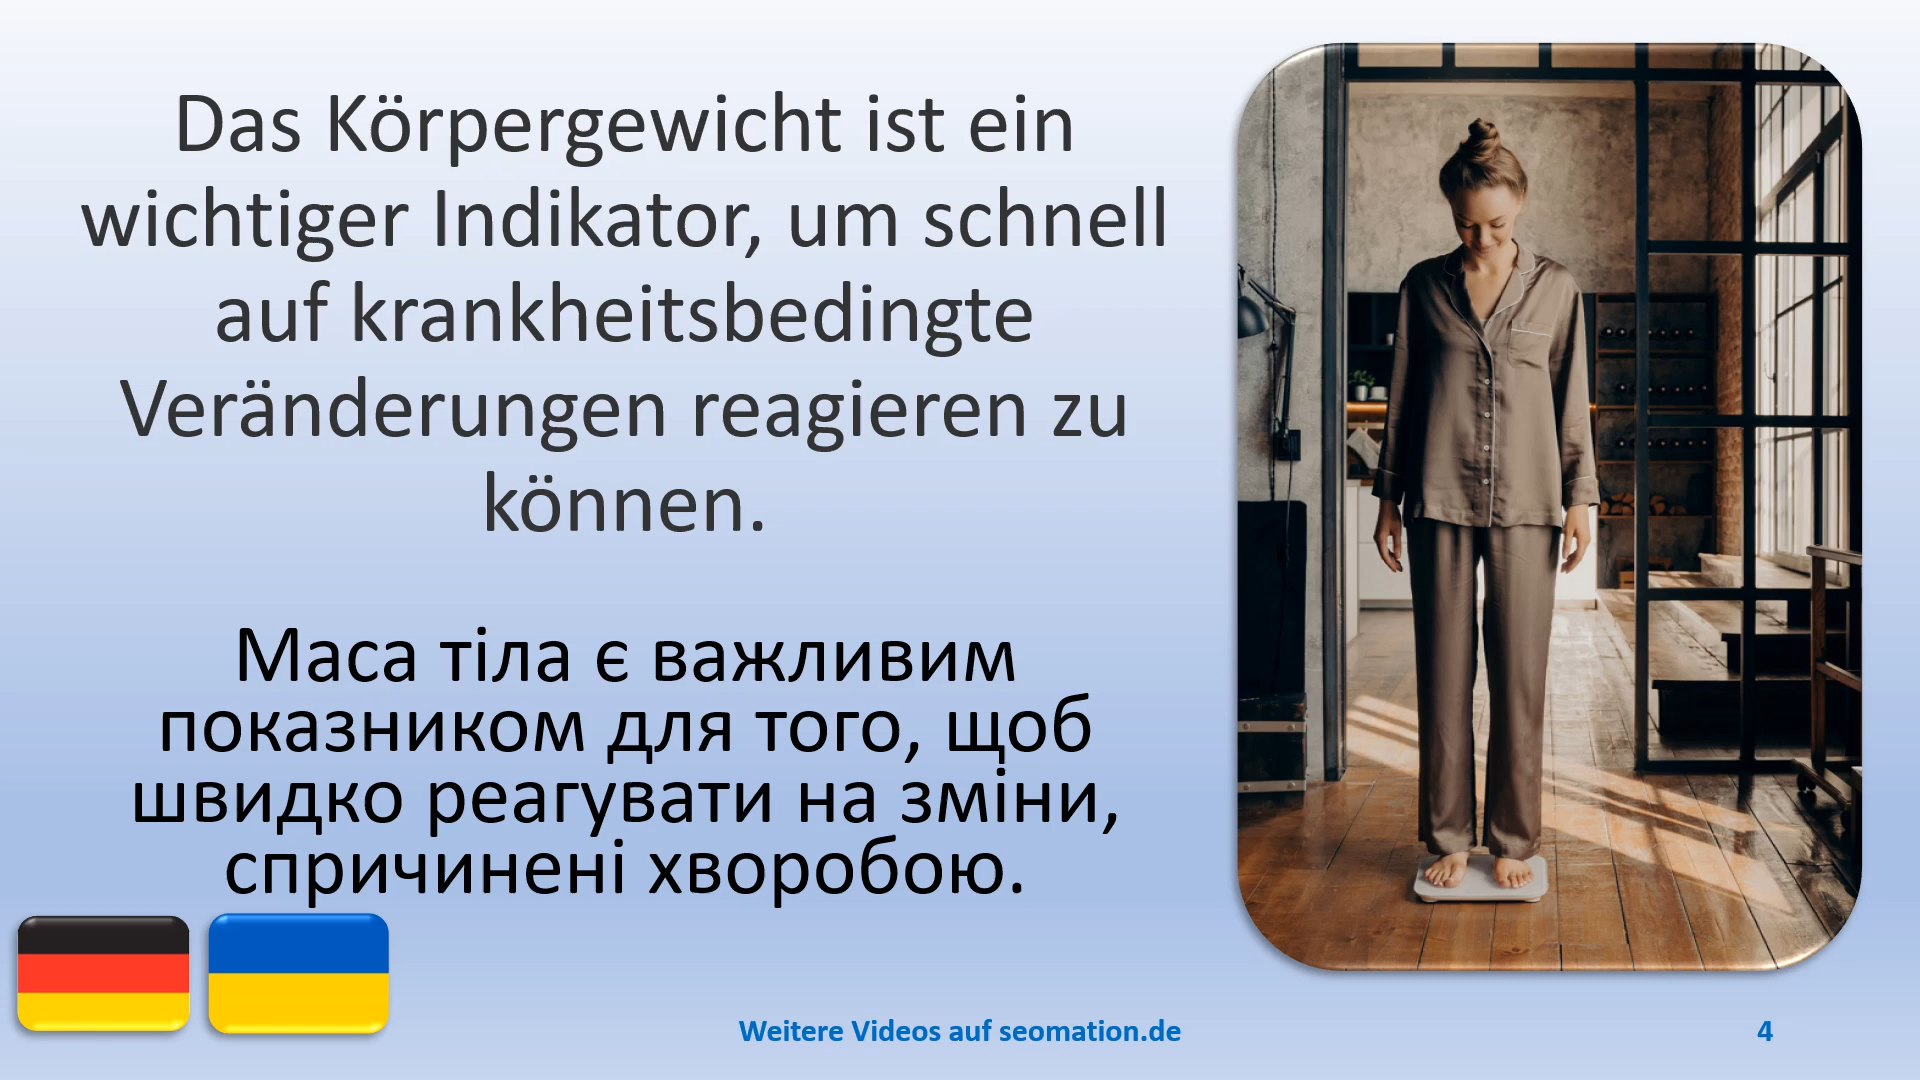 Das Körpergewicht ist ein
wichtiger Indikator, um schnell
auf krankheitsbedingte
Veränderungen reagieren zu
können.
Маса тіла є важливим
показником для того, щоб
швидко реагувати на зміни,
спричинені хворобою.
Weitere Videos auf seomation.de
4